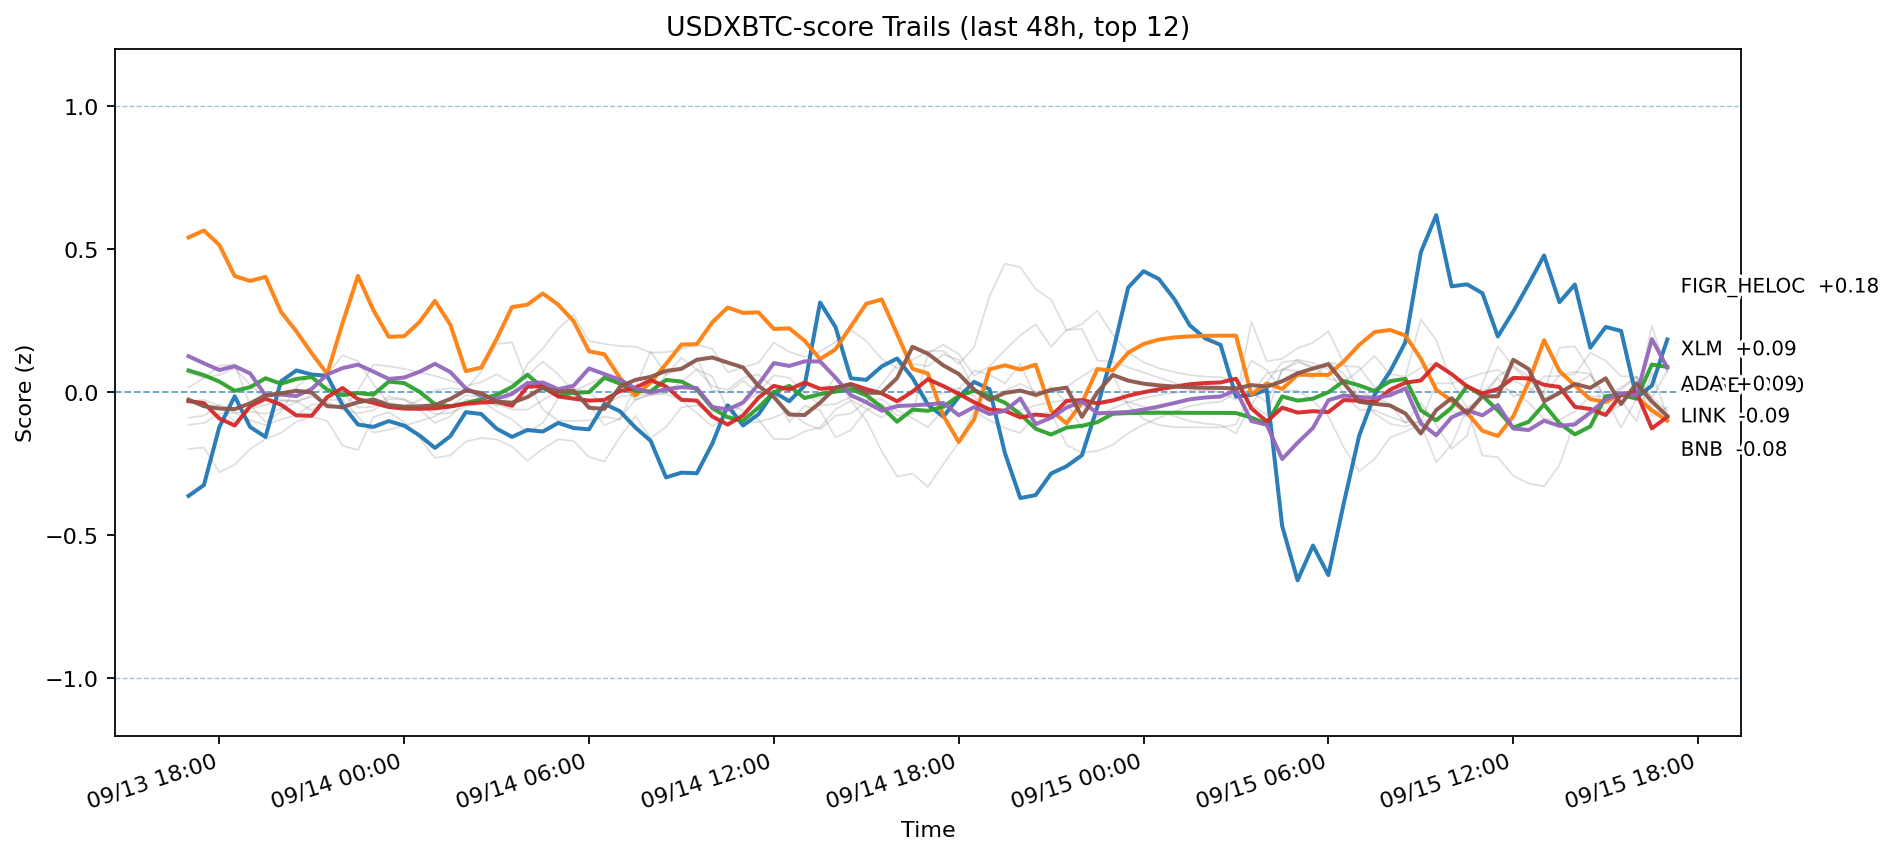 USDXBTC-score Trails (last 48h, top 12)
Score (z)
1.0
0.5
0.0
−0.5
−1.0
FIGR_HELOC +0.18
XLM +0.09
ADA +0.09
LINK -0.09
BNB -0.08
09/13 18:00
09/14 00:00
09/14 06:00
09/14 12:00
09/14 18:00
09/15 00:00
09/15 06:00
09/15 12:00
09/15 18:00
Time